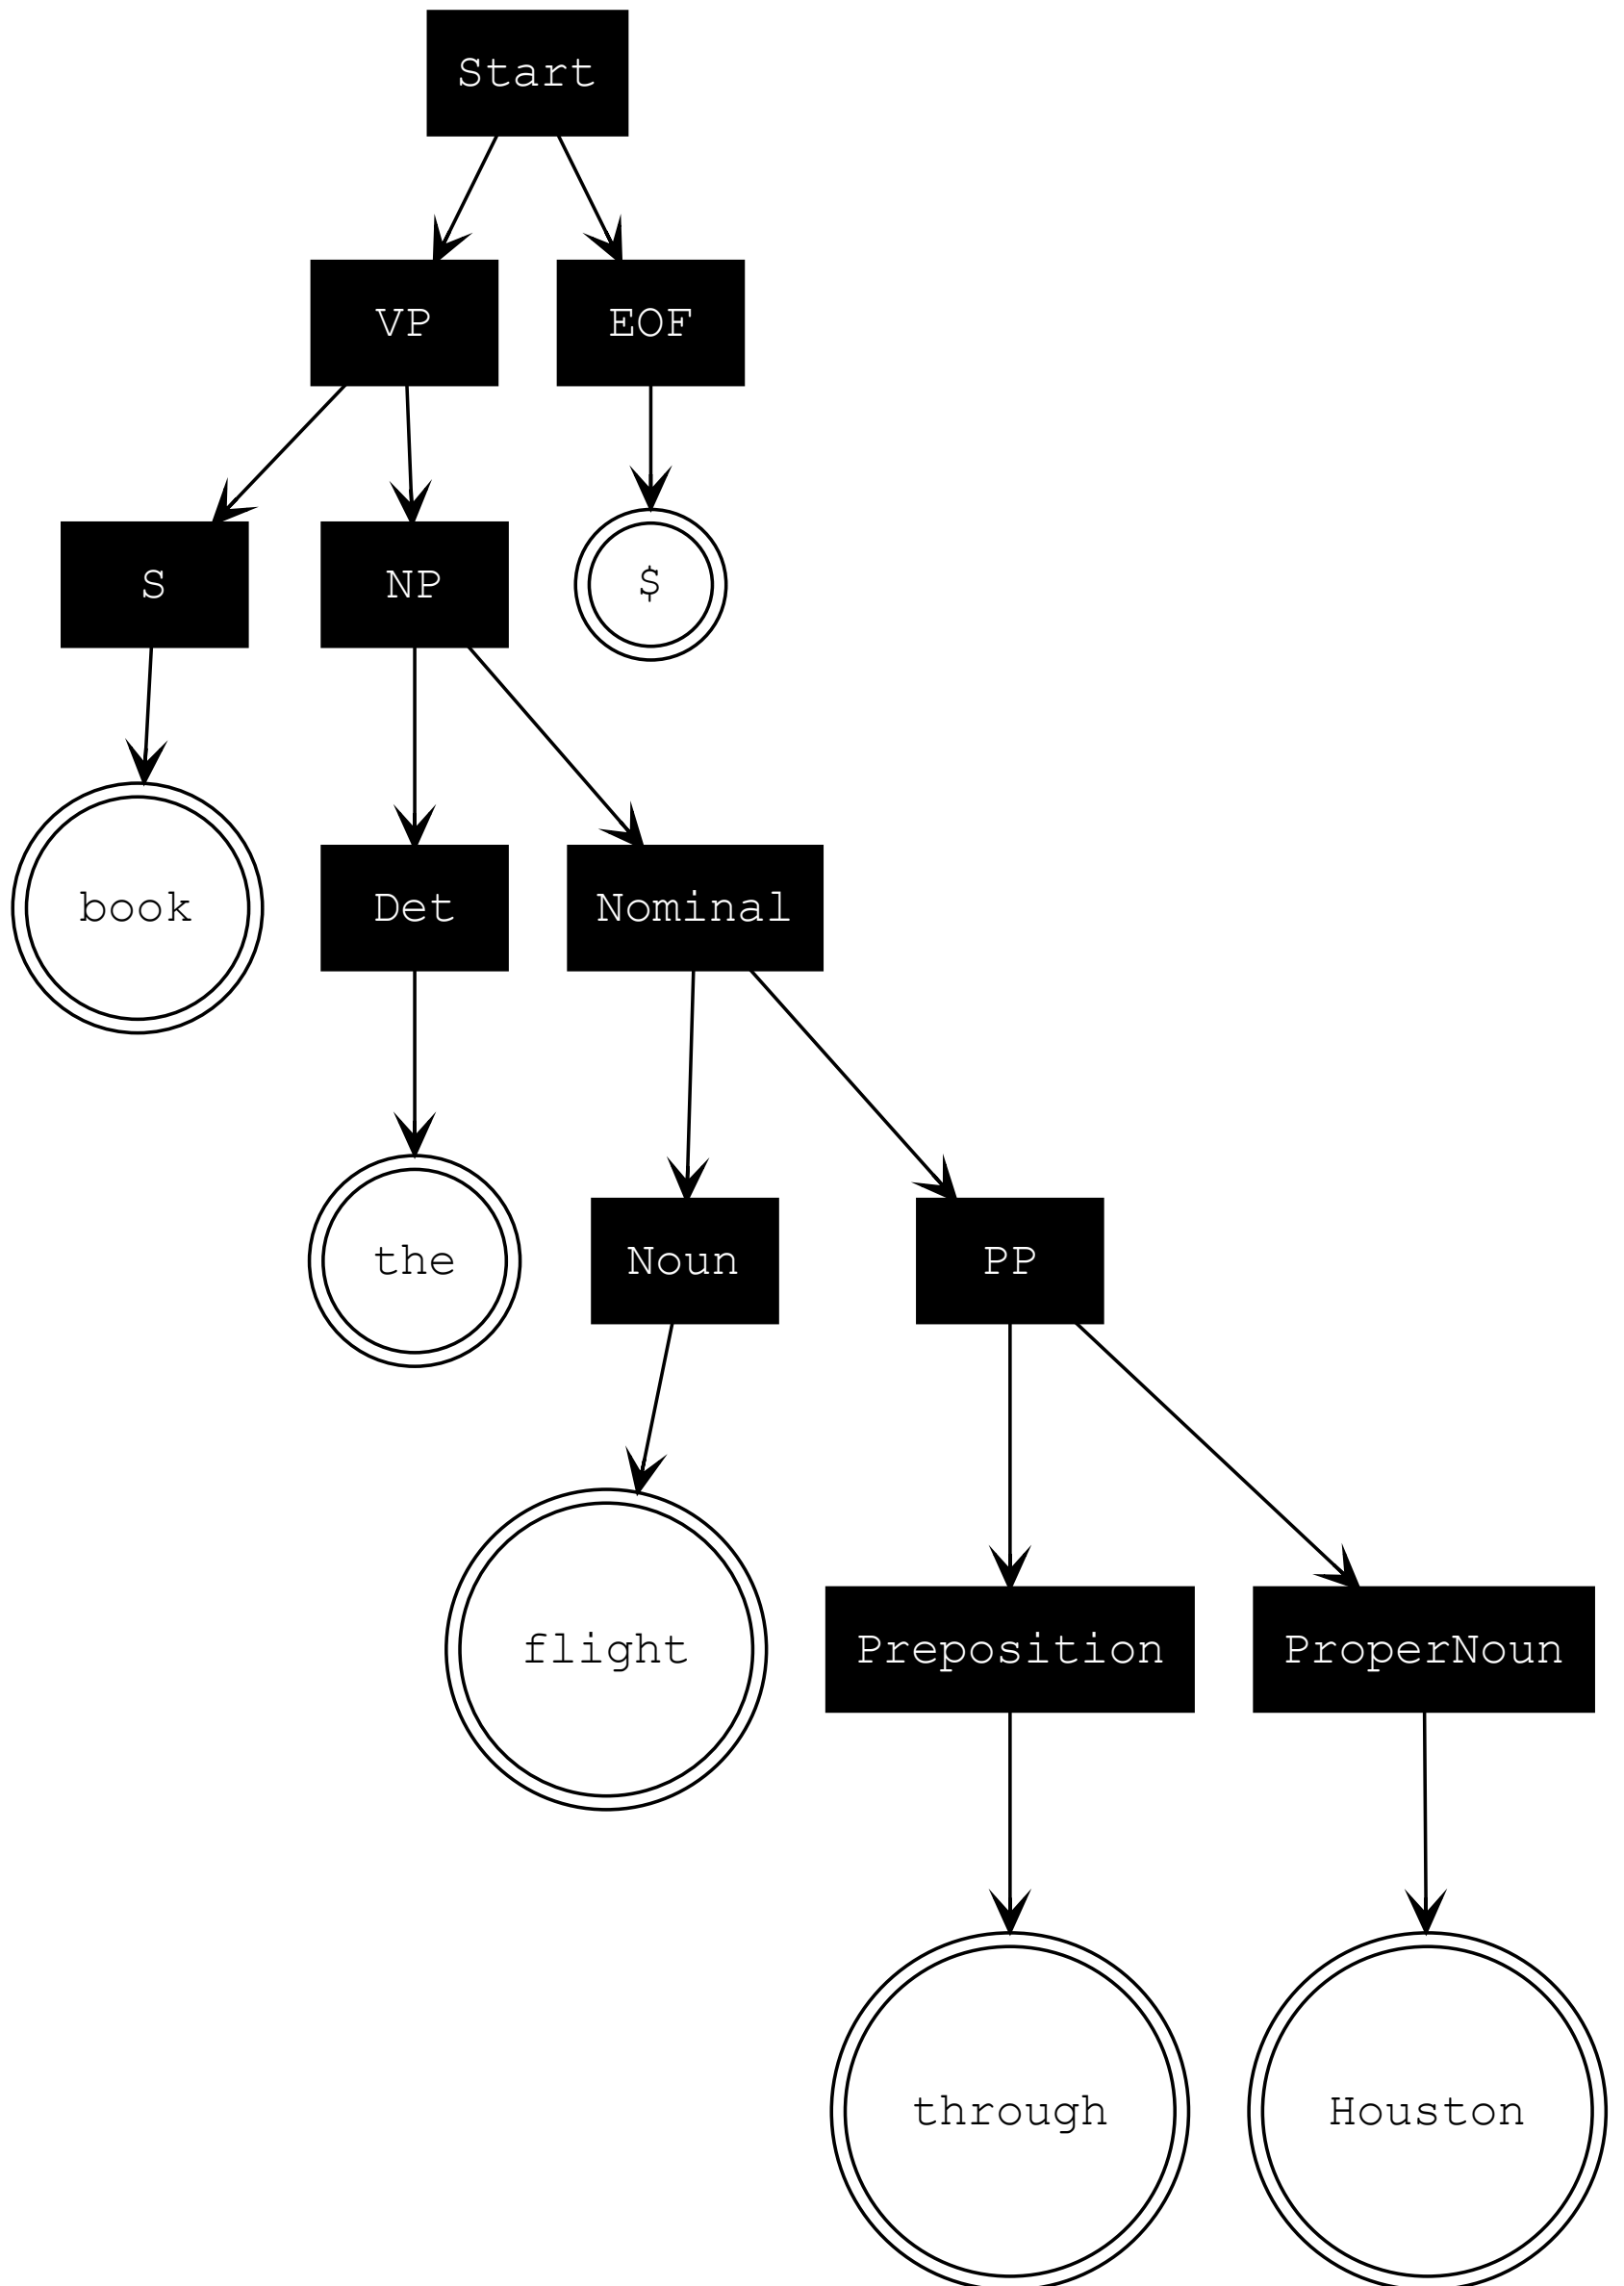 Start
VP EOF
S NP $
book Det Nominal
the Noun PP
flight Preposition ProperNoun
through Houston